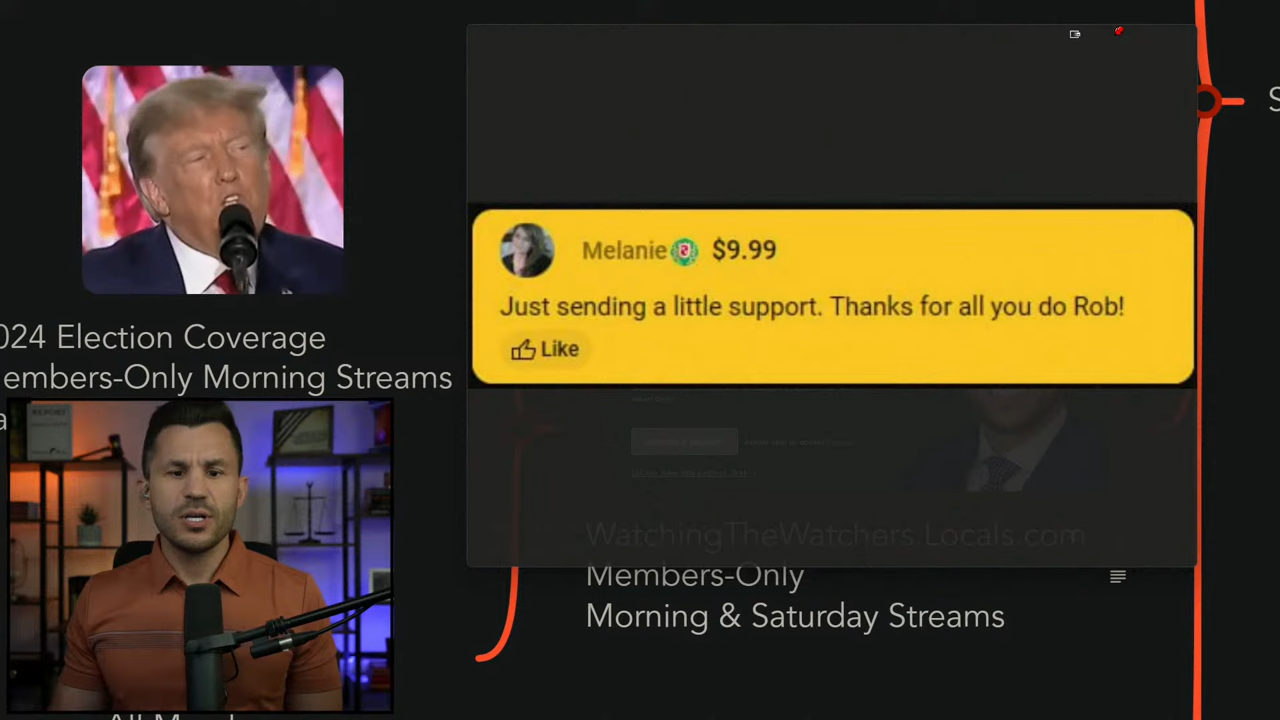 Melanie $9.99
Just sending a little support. Thanks for all you do Rob!
Like
024 Election Coverage
embers-Only Morning Streams
WatchingTheWatchers.Locals.com
Members-Only
Morning & Saturday Streams